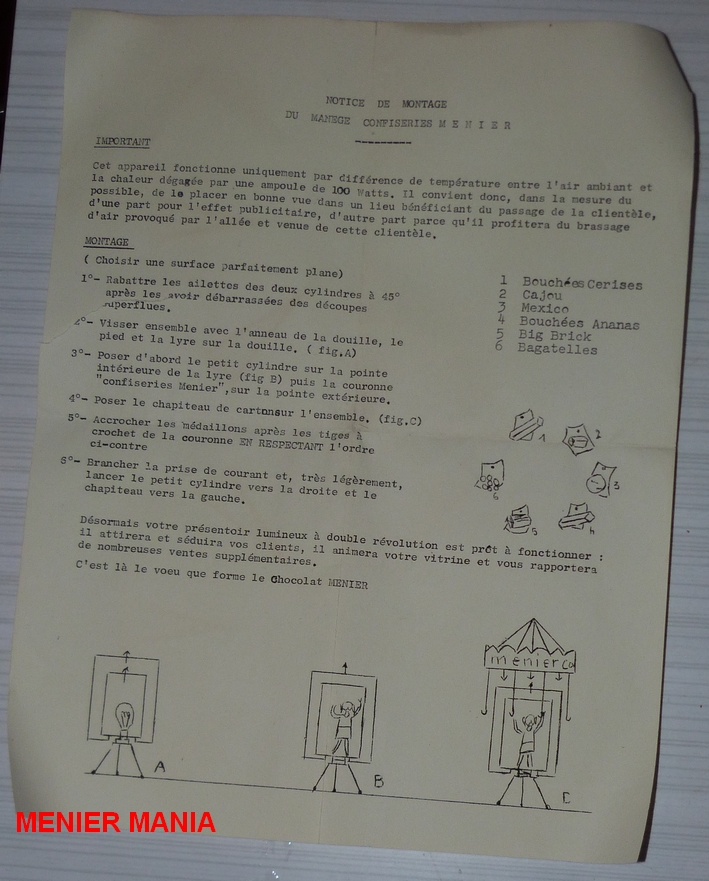 NOTICE DE MONTAGE
DU MANEGE CONFISERIES M E N I E R
IMPORTANT
Cet appareil fonctionne uniquement par différence de température entre l'air ambiant et
la chaleur dégagée par une ampoule de 100 Watts. Il convient donc, dans la mesure du
possible, de le placer en bonne vue dans un lieu bénéficiant du passage de la clientèle,
d'une part pour l'effet publicitaire, d'autre part parce qu'il profitera du brassage
d'air provoqué par l'allée et venue de cette clientèle.
MONTAGE
( Choisir une surface parfaitement plane)
1°- Rabattre les ailettes des deux cylindres à 45°
après les avoir débarrassées des découpes
superflues.
2°- Visser ensemble avec l'anneau de la douille, le
pied et la lyre sur la douille. ( fig.A)
3°- Poser d'abord le petit cylindre sur la pointe
intérieure de la lyre (fig B) puis la couronne
"confiseries Menier",sur la pointe extérieure.
4°- Poser le chapiteau de cartonsur l'ensemble. (fig.C)
5°- Accrocher les médaillons après les tiges à
crochet de la couronne EN RESPECTANT l'ordre
ci-contre
6°- Brancher la prise de courant et, très légèrement,
lancer le petit cylindre vers la droite et le
chapiteau vers la gauche.
1 Bouchées Cerises
2 Cajou
3 Mexico
4 Bouchées Ananas
5 Big Brick
6 Bagatelles
1
2
3
4
5
6
Désormais votre présentoir lumineux à double révolution est prêt à fonctionner :
il attirera et séduira vos clients, il animera votre vitrine et vous rapportera
de nombreuses ventes supplémentaires.
C'est là le voeu que forme le Chocolat MENIER
menier co
A
B
C
MENIER MANIA